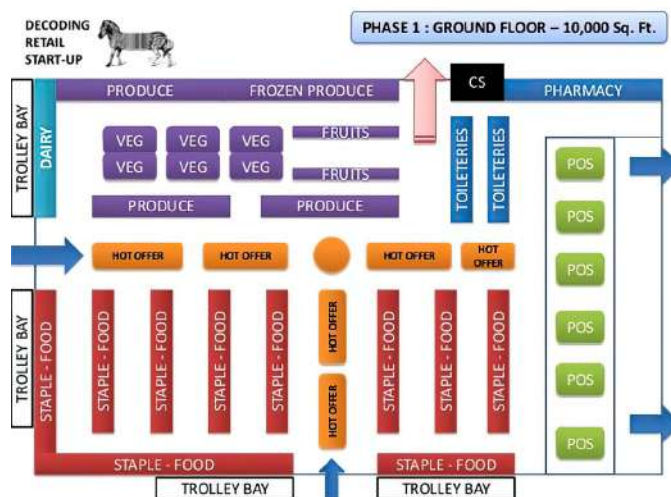 DECODING
RETAIL
START-UP
PHASE 1 : GROUND FLOOR – 10,000 Sq. Ft.
TROLLEY BAY
DAIRY
PRODUCE
FROZEN PRODUCE
CS
PHARMACY
VEG
VEG
VEG
FRUITS
VEG
VEG
VEG
FRUITS
PRODUCE
PRODUCE
TOILETERIES
TOILETERIES
POS
POS
POS
POS
POS
POS
HOT OFFER
HOT OFFER
HOT OFFER
HOT
OFFER
TROLLEY BAY
STAPLE - FOOD
STAPLE - FOOD
STAPLE - FOOD
STAPLE - FOOD
STAPLE - FOOD
HOT OFFER
HOT OFFER
STAPLE - FOOD
STAPLE - FOOD
STAPLE - FOOD
STAPLE - FOOD
STAPLE - FOOD
TROLLEY BAY
TROLLEY BAY